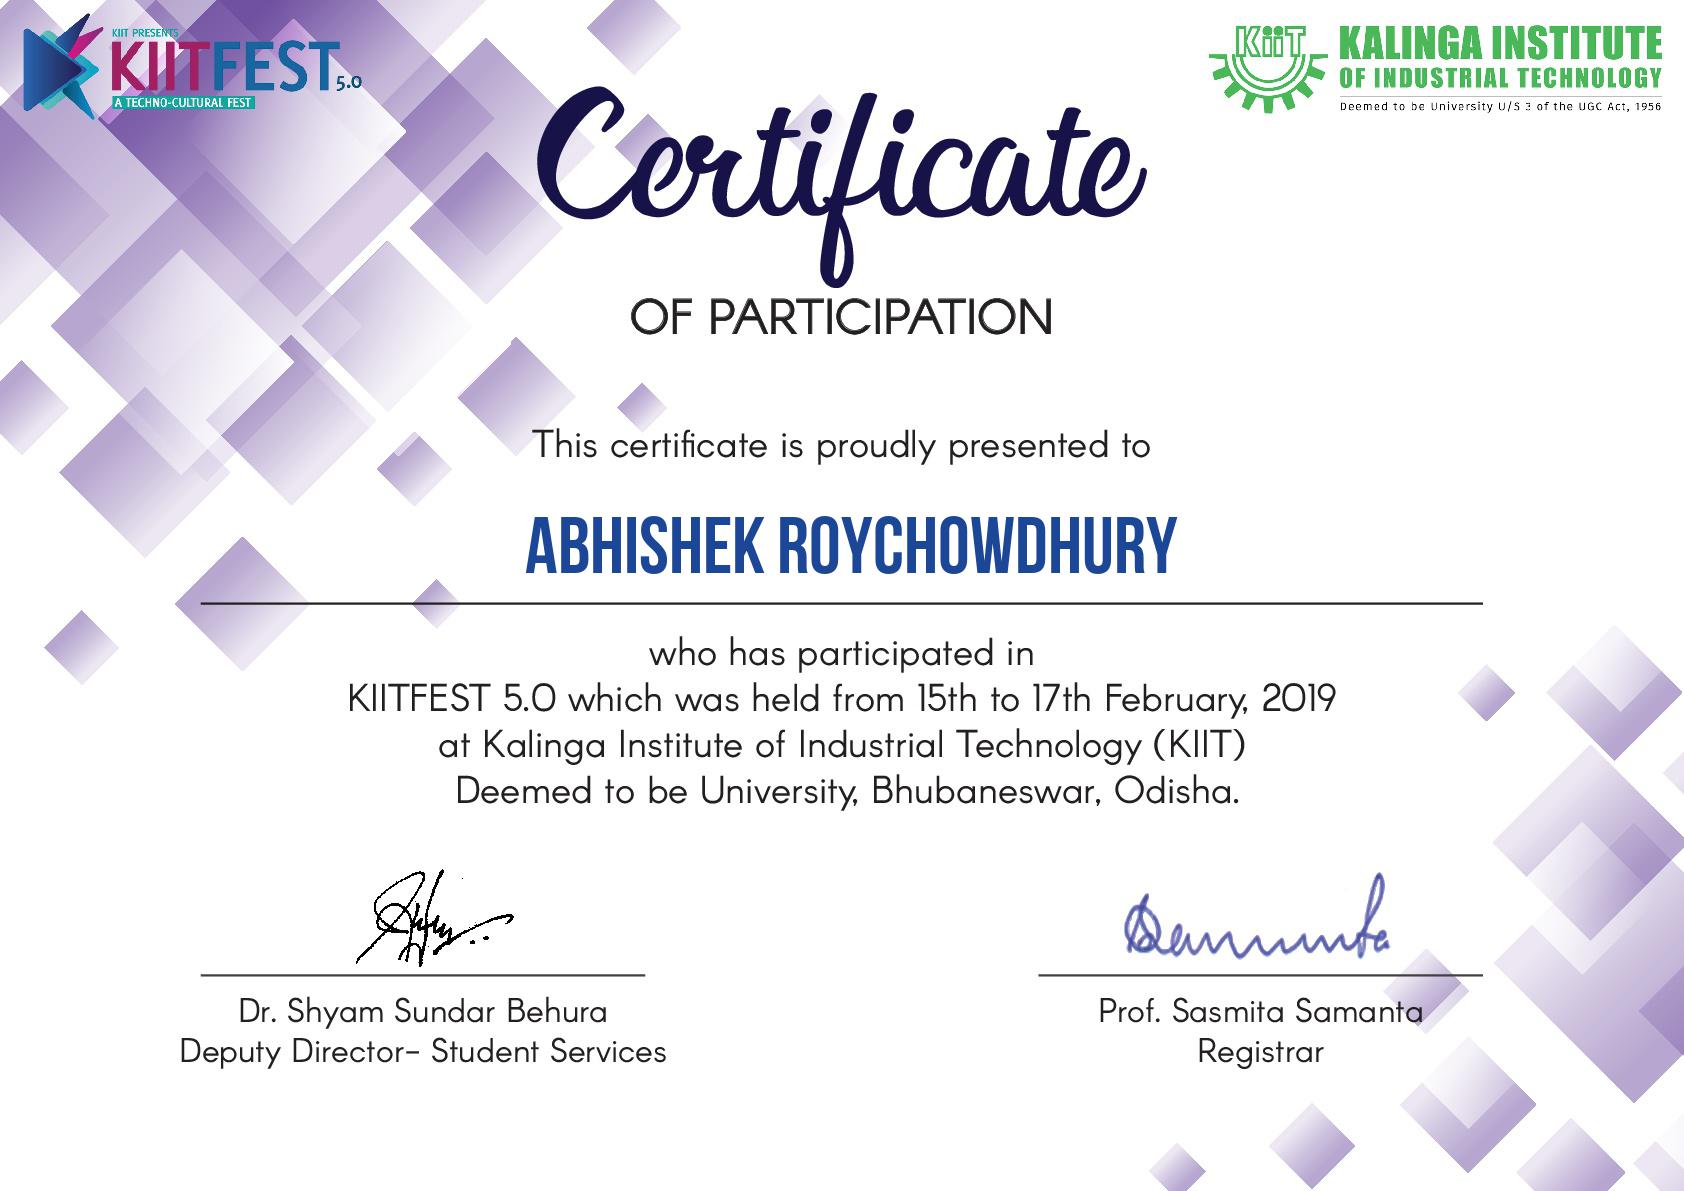 KIIT PRESENTS
KIITFEST 5.0
A TECHNO-CULTURAL FEST
KiiT
KALINGA INSTITUTE
OF INDUSTRIAL TECHNOLOGY
Deemed to be University U/S 3 of the UGC Act, 1956
Certificate
OF PARTICIPATION
This certificate is proudly presented to
ABHISHEK ROYCHOWDHURY
who has participated in
KIITFEST 5.0 which was held from 15th to 17th February, 2019
at Kalinga Institute of Industrial Technology (KIIT)
Deemed to be University, Bhubaneswar, Odisha.
Dr. Shyam Sundar Behura
Deputy Director- Student Services
Prof. Sasmita Samanta
Registrar